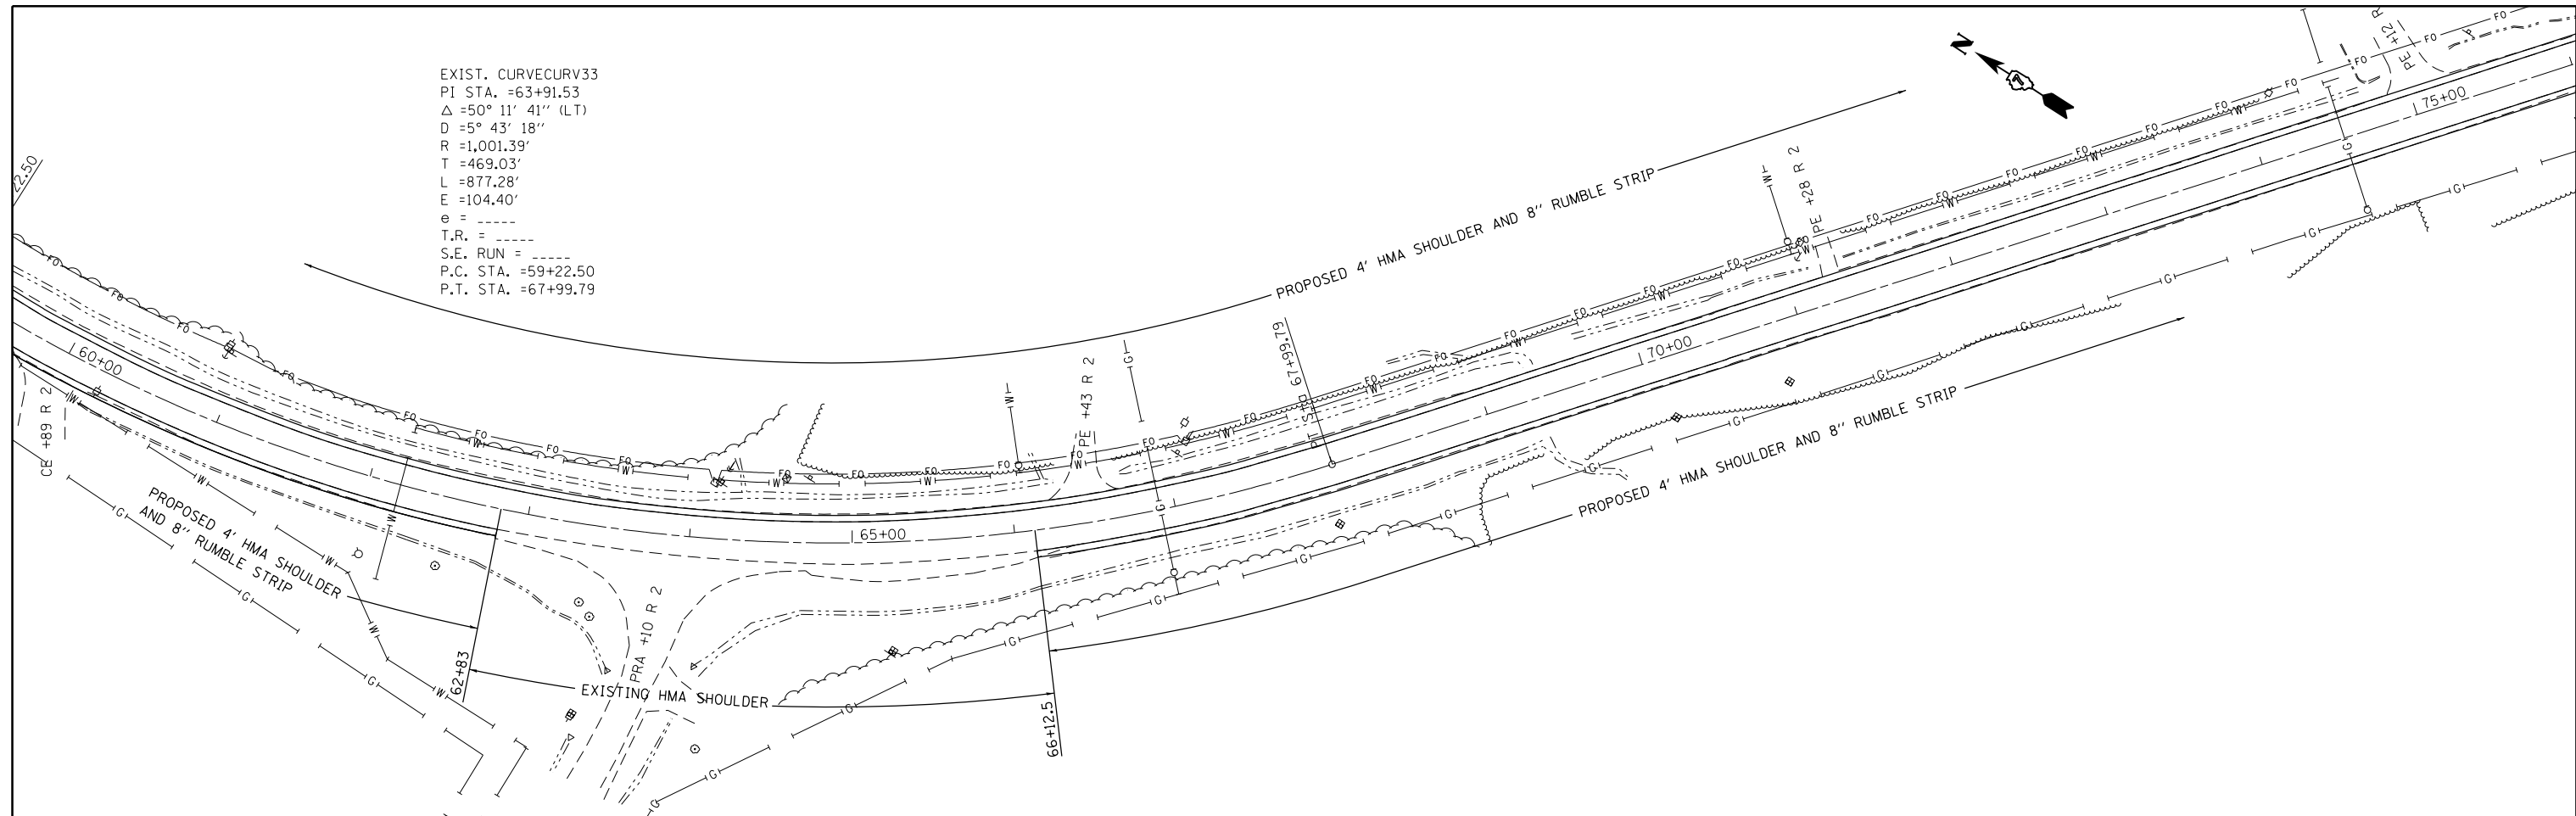 EXIST. CURVECURV33
PI STA. =63+91.53
Δ =50° 11' 41'' (LT)
D =5° 43' 18''
R =1,001.39'
T =469.03'
L =877.28'
E =104.40'
e = _____
T.R. = _____
S.E. RUN = _____
P.C. STA. =59+22.50
P.T. STA. =67+99.79
22.50
N
PE +12 R
75+00
PROPOSED 4' HMA SHOULDER AND 8'' RUMBLE STRIP
PE +28 R 2
67+99.79
P.T. STA
70+00
60+00
CE +89 R 2
PE +43 R 2
65+00
PROPOSED 4' HMA SHOULDER AND 8'' RUMBLE STRIP
PROPOSED 4' HMA SHOULDER
AND 8'' RUMBLE STRIP
62+83
PRA +10 R 2
EXISTING HMA SHOULDER
66+12.5
FO
W
G